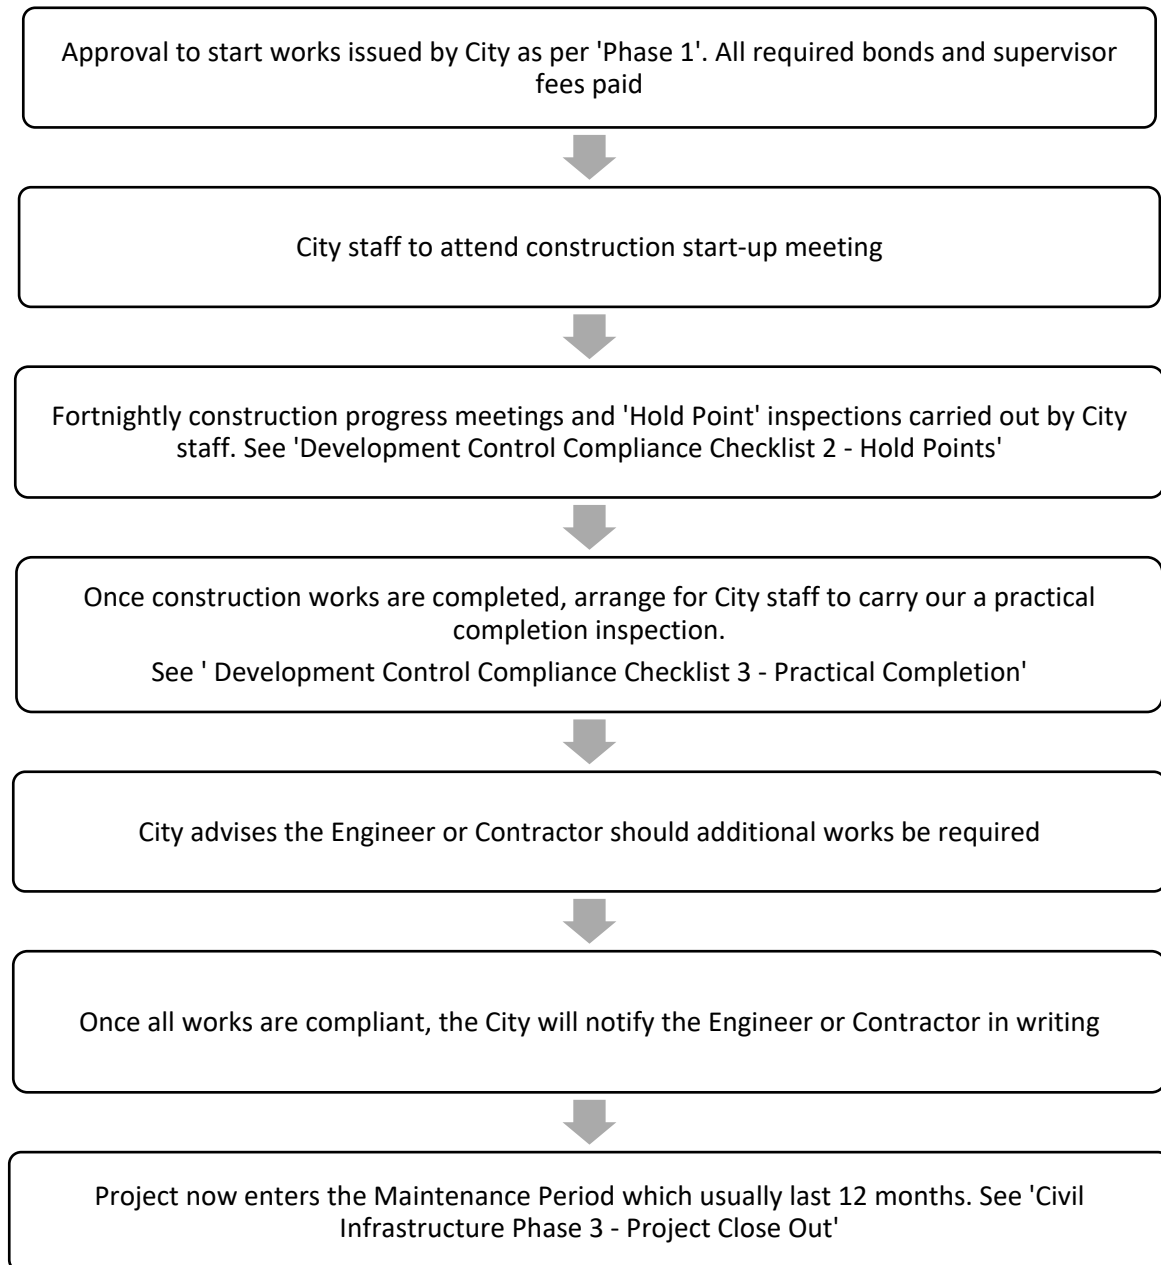 Approval to start works issued by City as per 'Phase 1'. All required bonds and supervisor
fees paid
City staff to attend construction start-up meeting
Fortnightly construction progress meetings and 'Hold Point' inspections carried out by City
staff. See 'Development Control Compliance Checklist 2 - Hold Points'
Once construction works are completed, arrange for City staff to carry our a practical
completion inspection.
See ' Development Control Compliance Checklist 3 - Practical Completion'
City advises the Engineer or Contractor should additional works be required
Once all works are compliant, the City will notify the Engineer or Contractor in writing
Project now enters the Maintenance Period which usually last 12 months. See 'Civil
Infrastructure Phase 3 - Project Close Out'